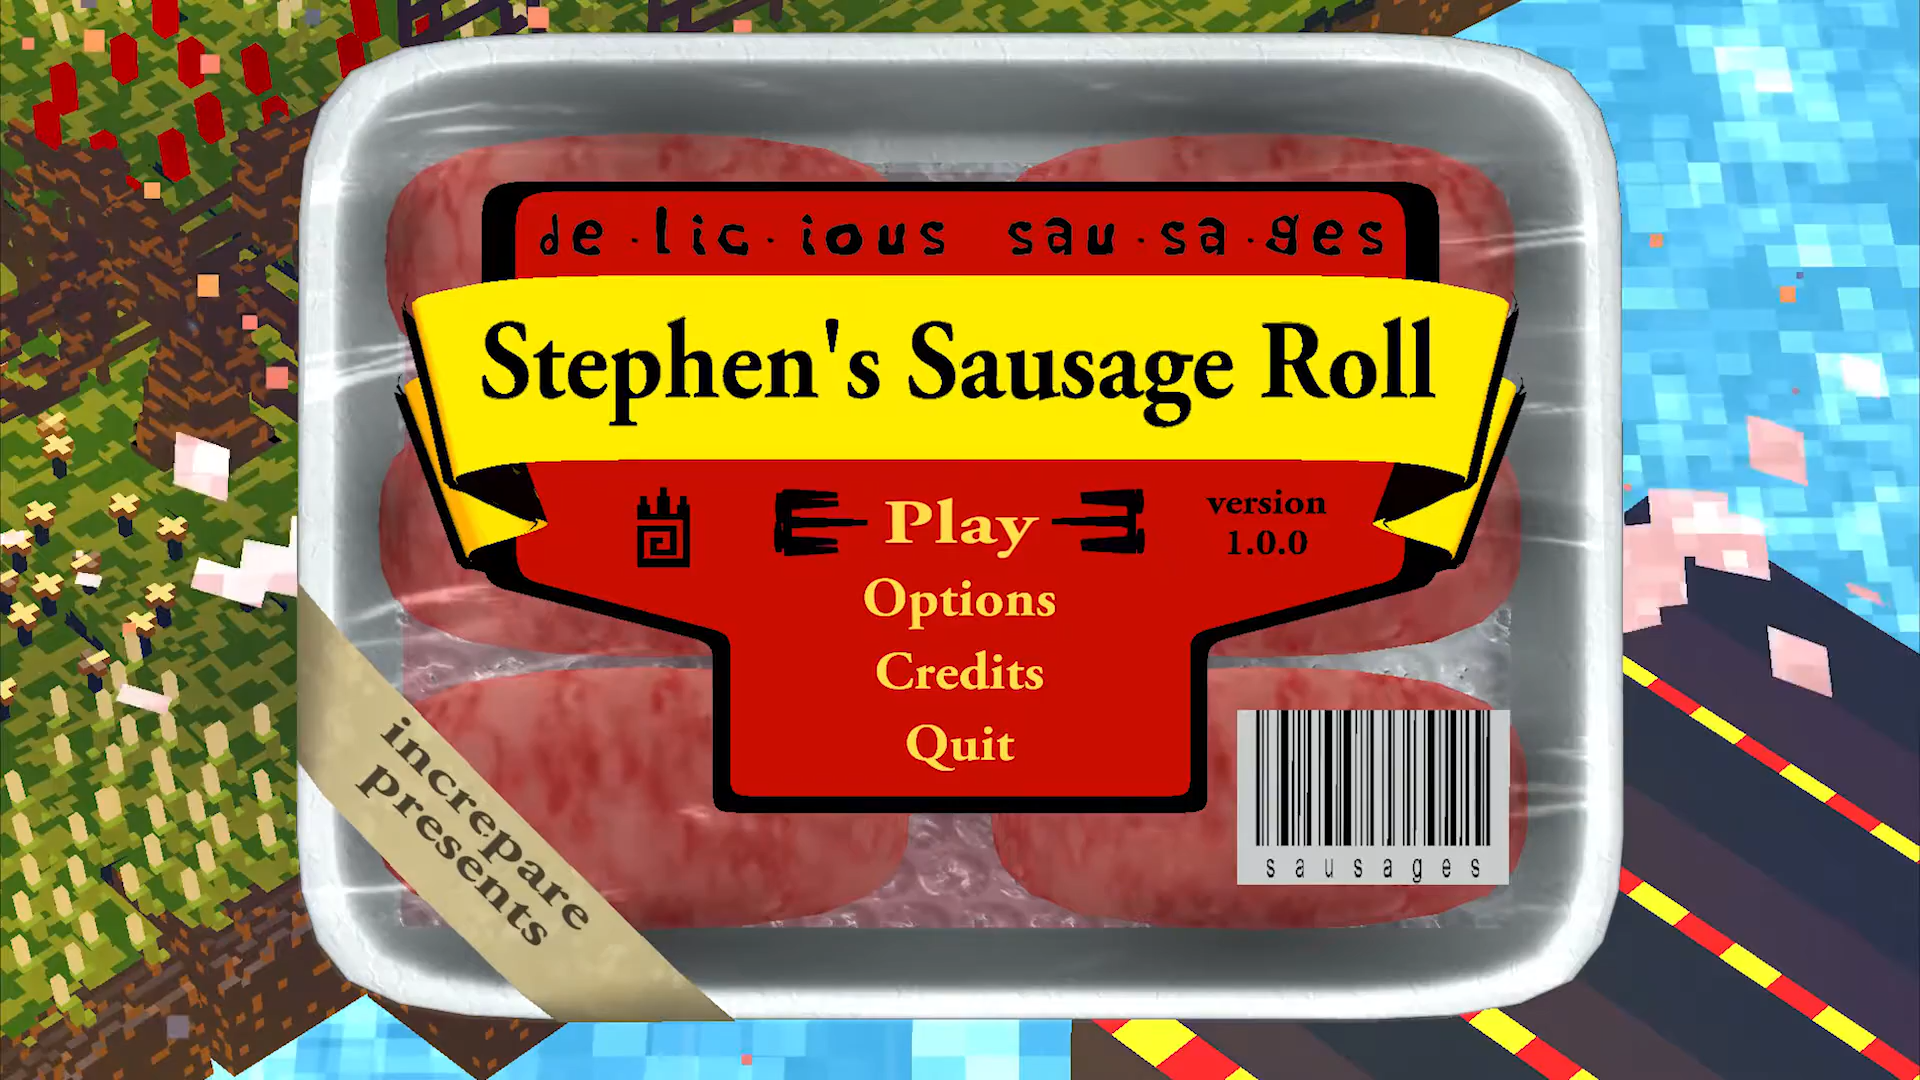 de·lic·ious sau·sa·ges
Stephen's Sausage Roll
Play
version
1.0.0
Options
Credits
Quit
increpare
presents
sausages